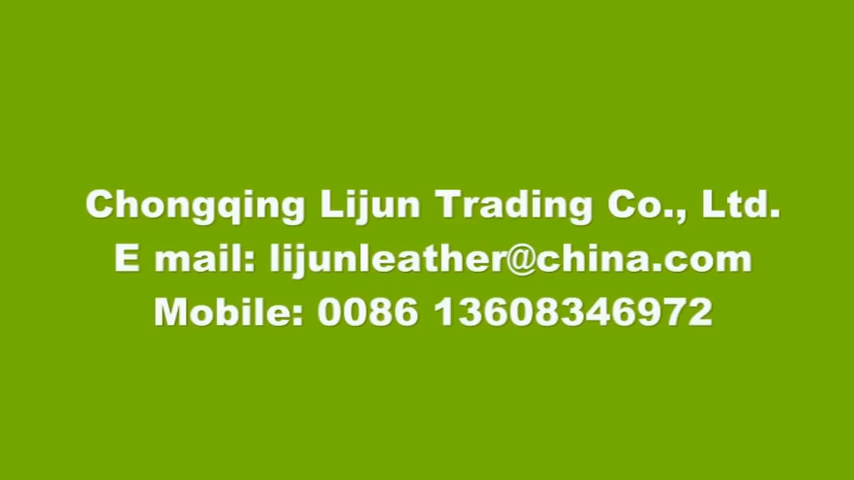 Chongqing Lijun Trading Co., Ltd.
E mail: lijunleather@china.com
Mobile: 0086 13608346972